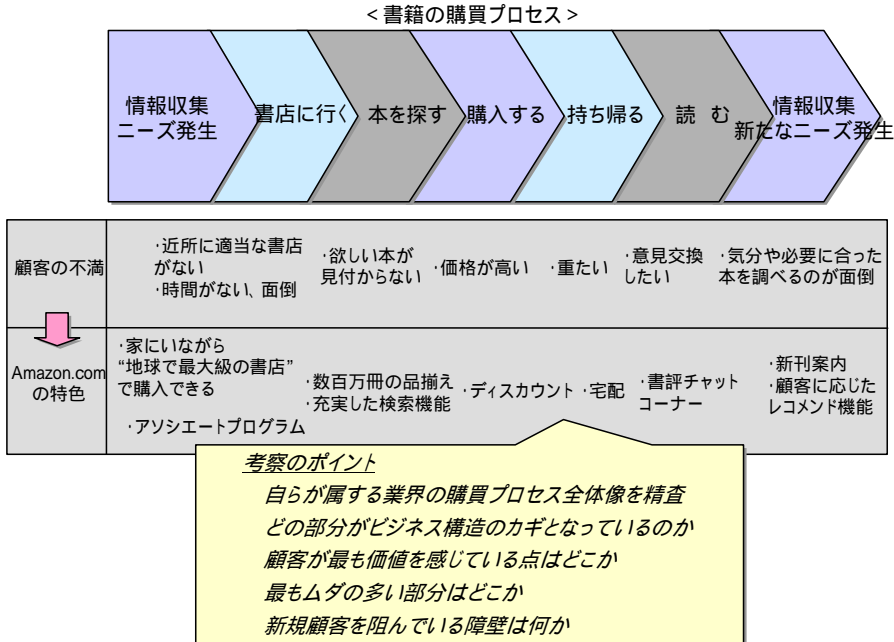 <書籍の購買プロセス>
情報収集
ニーズ発生
書店に行く
本を探す
購入する
持ち帰る
読 む
情報収集
新たなニーズ発生
顧客の不満
･近所に適当な書店
がない
･時間がない、面倒
･欲しい本が
見付からない
･価格が高い
･重たい
･意見交換
したい
･気分や必要に合った
本を調べるのが面倒
Amazon.com
の特色
･家にいながら
“地球で最大級の書店”
で購入できる
･アソシエートプログラム
･数百万冊の品揃え
･充実した検索機能
･ディスカウント
･宅配
･書評チャット
コーナー
･新刊案内
･顧客に応じた
レコメンド機能
考察のポイント
自らが属する業界の購買プロセス全体像を精査
どの部分がビジネス構造のカギとなっているのか
顧客が最も価値を感じている点はどこか
最もムダの多い部分はどこか
新規顧客を阻んでいる障壁は何か